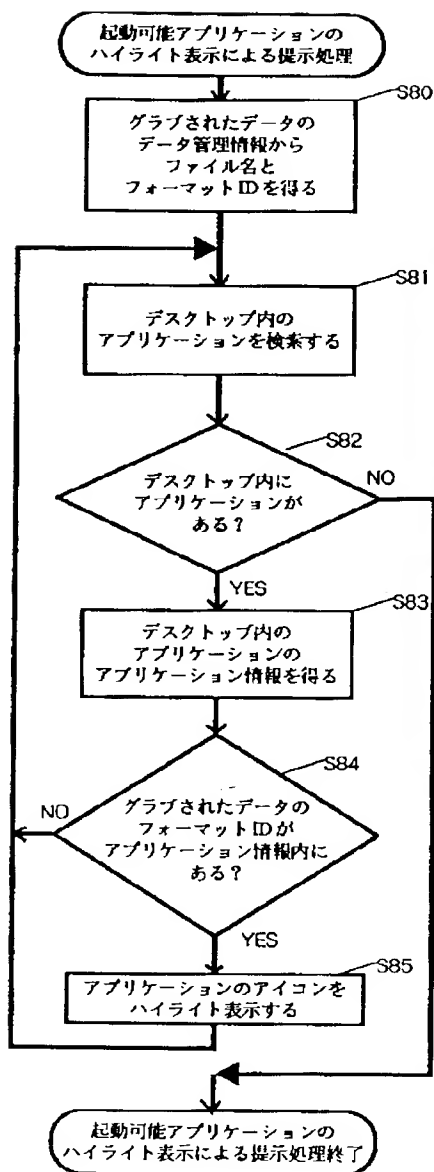 起動可能アプリケーションの
ハイライト表示による提示処理
S80
グラブされたデータの
データ管理情報から
ファイル名と
フォーマットIDを得る
S81
デスクトップ内の
アプリケーションを検索する
S82
デスクトップ内に
アプリケーションが
ある?
NO
YES
S83
デスクトップ内の
アプリケーションの
アプリケーション情報を得る
S84
グラブされたデータの
フォーマットIDが
アプリケーション情報内に
ある?
NO
YES
S85
アプリケーションのアイコンを
ハイライト表示する
起動可能アプリケーションの
ハイライト表示による提示処理終了